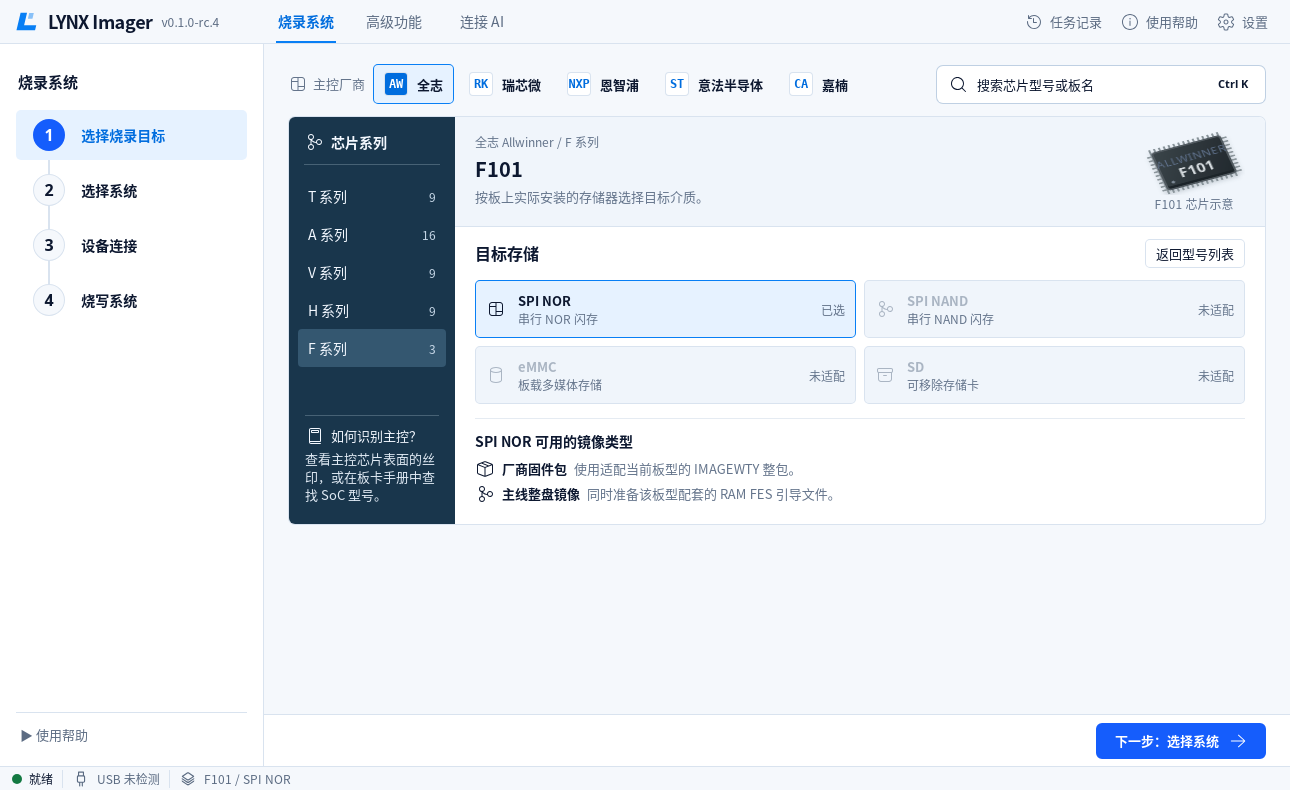 LYNX Imager v0.1.0-rc.4 烧录系统 高级功能 连接 AI 任务记录 使用帮助 设置
烧录系统
1 选择烧录目标
2 选择系统
3 设备连接
4 烧写系统
▶ 使用帮助
主控厂商 AW 全志 RK 瑞芯微 NXP 恩智浦 ST 意法半导体 CA 嘉楠 搜索芯片型号或板名 Ctrl K
芯片系列
T 系列 9
A 系列 16
V 系列 9
H 系列 9
F 系列 3
如何识别主控？
查看主控芯片表面的丝
印，或在板卡手册中查
找 SoC 型号。
全志 Allwinner / F 系列
F101
按板上实际安装的存储器选择目标介质。
ALLWINNER
F101
F101 芯片示意
目标存储 返回型号列表
SPI NOR
串行 NOR 闪存
已选
SPI NAND
串行 NAND 闪存
未适配
eMMC
板载多媒体存储
未适配
SD
可移除存储卡
未适配
SPI NOR 可用的镜像类型
厂商固件包 使用适配当前板型的 IMAGEWTY 整包。
主线整盘镜像 同时准备该板型配套的 RAM FES 引导文件。
下一步：选择系统
就绪 USB 未检测 F101 / SPI NOR